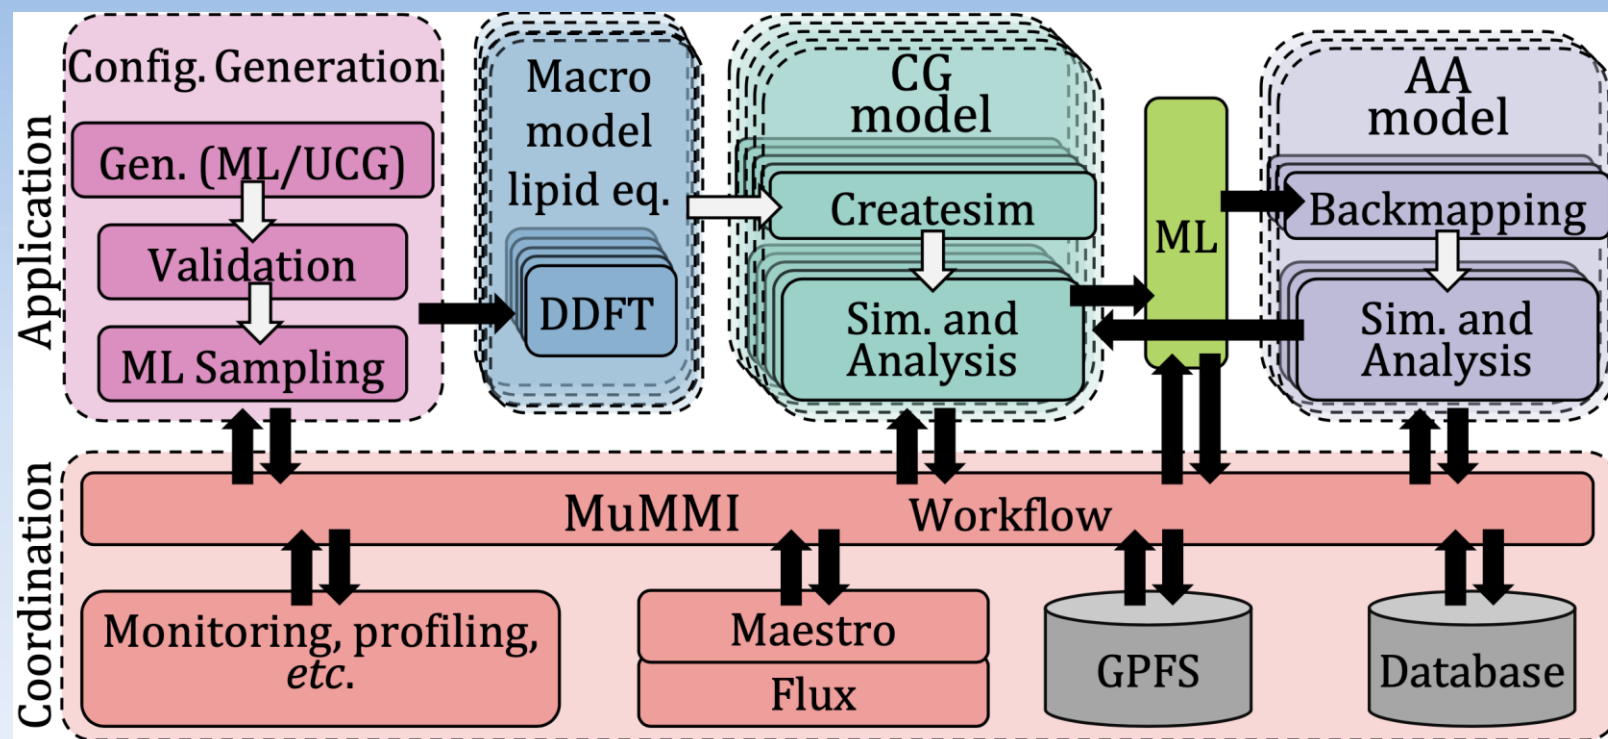 Application
Config. Generation
Gen. (ML/UCG)
Validation
ML Sampling
Macro
model
lipid eq.
DDFT
CG
model
Createsim
Sim. and
Analysis
ML
AA
model
Backmapping
Sim. and
Analysis
Coordination
MuMMI Workflow
Monitoring, profiling,
etc.
Maestro
Flux
GPFS
Database